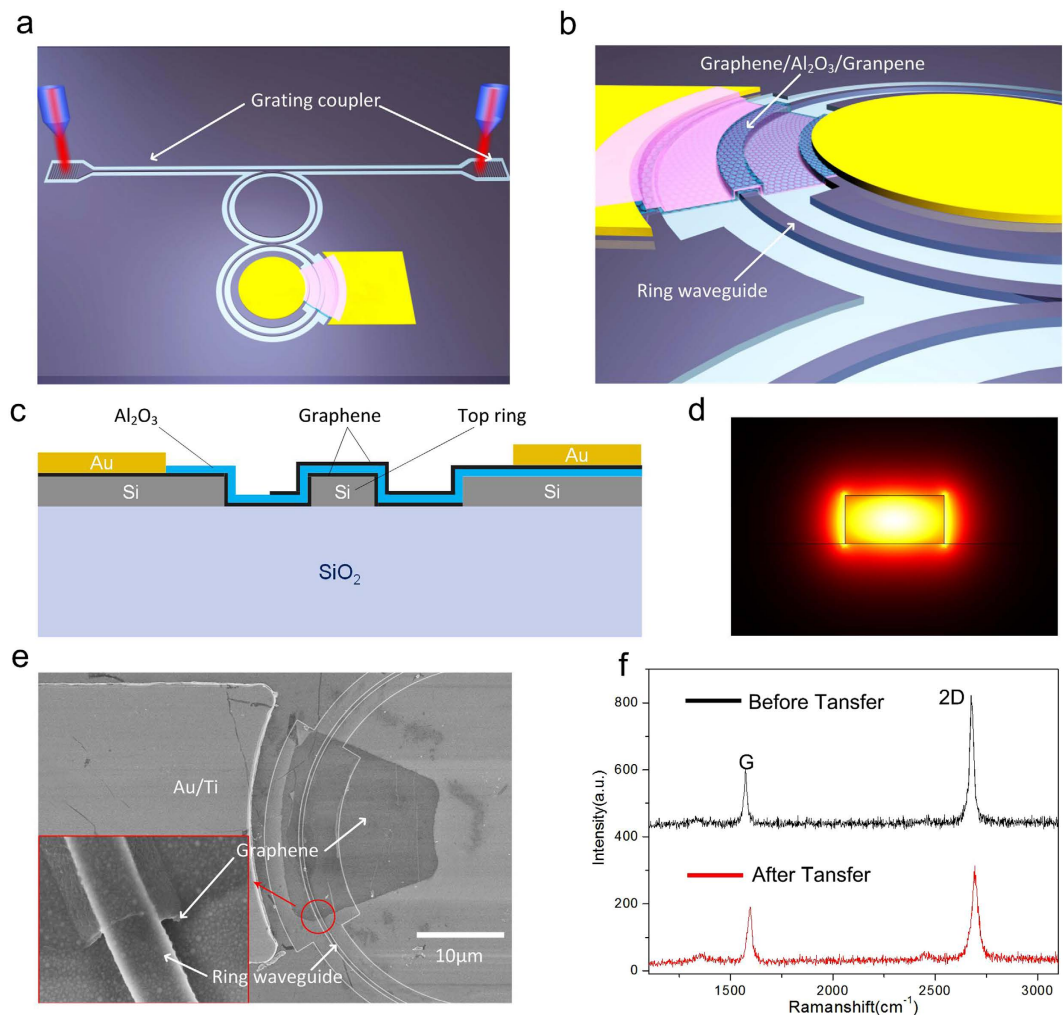 a
Grating coupler
b
Graphene/Al₂O₃/Granpene
Ring waveguide
c
Al₂O₃
Graphene
Top ring
Au
Au
Si
Si
Si
SiO₂
d
e
Au/Ti
Graphene
Ring waveguide
10μm
f
800
600
400
200
0
Intensity(a.u.)
Before Tansfer
2D
G
After Tansfer
1500
2000
2500
3000
Ramanshift(cm⁻¹)